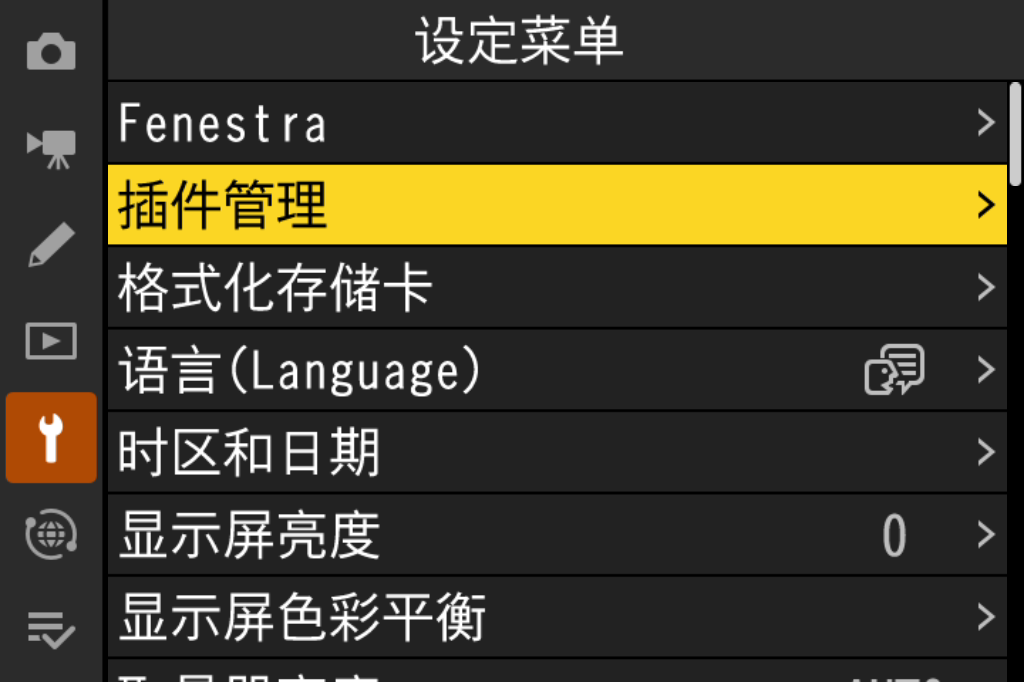 设定菜单
Fenestra
插件管理
格式化存储卡
语言(Language)
时区和日期
显示屏亮度 0
显示屏色彩平衡